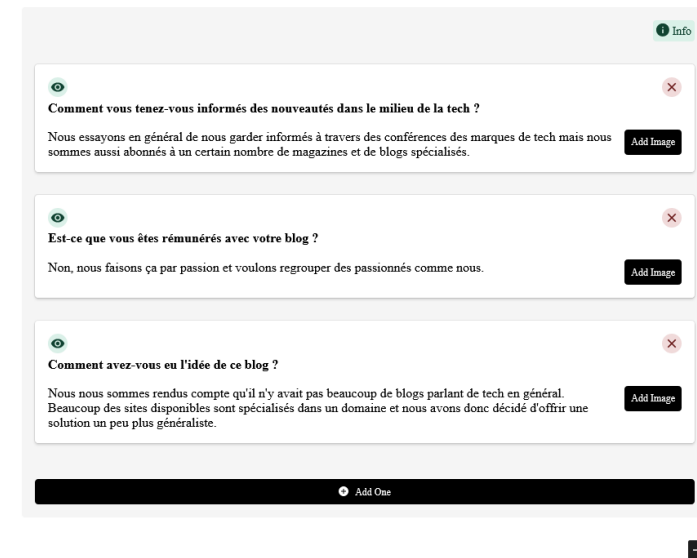 Info
Comment vous tenez-vous informés des nouveautés dans le milieu de la tech ?
Nous essayons en général de nous garder informés à travers des conférences des marques de tech mais nous
sommes aussi abonnés à un certain nombre de magazines et de blogs spécialisés.
Add Image
Est-ce que vous êtes rémunérés avec votre blog ?
Non, nous faisons ça par passion et voulons regrouper des passionnés comme nous.
Add Image
Comment avez-vous eu l'idée de ce blog ?
Nous nous sommes rendus compte qu'il n'y avait pas beaucoup de blogs parlant de tech en général.
Beaucoup des sites disponibles sont spécialisés dans un domaine et nous avons donc décidé d'offrir une
solution un peu plus généraliste.
Add Image
Add One